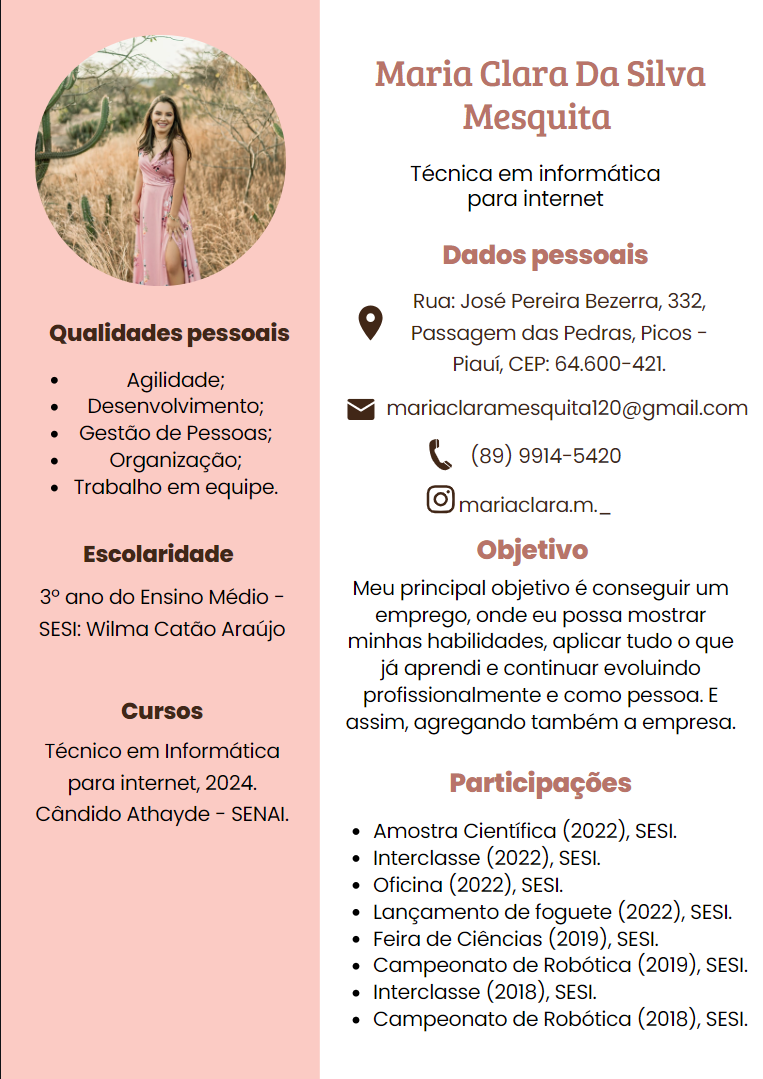 Maria Clara Da Silva
Mesquita
Técnica em informática
para internet
Dados pessoais
Rua: José Pereira Bezerra, 332,
Passagem das Pedras, Picos -
Piauí, CEP: 64.600-421.
mariaclaramesquita120@gmail.com
(89) 9914-5420
mariaclara.m._
Objetivo
Meu principal objetivo é conseguir um
emprego, onde eu possa mostrar
minhas habilidades, aplicar tudo o que
já aprendi e continuar evoluindo
profissionalmente e como pessoa. E
assim, agregando também a empresa.
Participações
• Amostra Científica (2022), SESI.
• Interclasse (2022), SESI.
• Oficina (2022), SESI.
• Lançamento de foguete (2022), SESI.
• Feira de Ciências (2019), SESI.
• Campeonato de Robótica (2019), SESI.
• Interclasse (2018), SESI.
• Campeonato de Robótica (2018), SESI.
Qualidades pessoais
• Agilidade;
• Desenvolvimento;
• Gestão de Pessoas;
• Organização;
• Trabalho em equipe.
Escolaridade
3º ano do Ensino Médio -
SESI: Wilma Catão Araújo
Cursos
Técnico em Informática
para internet, 2024.
Cândido Athayde - SENAI.